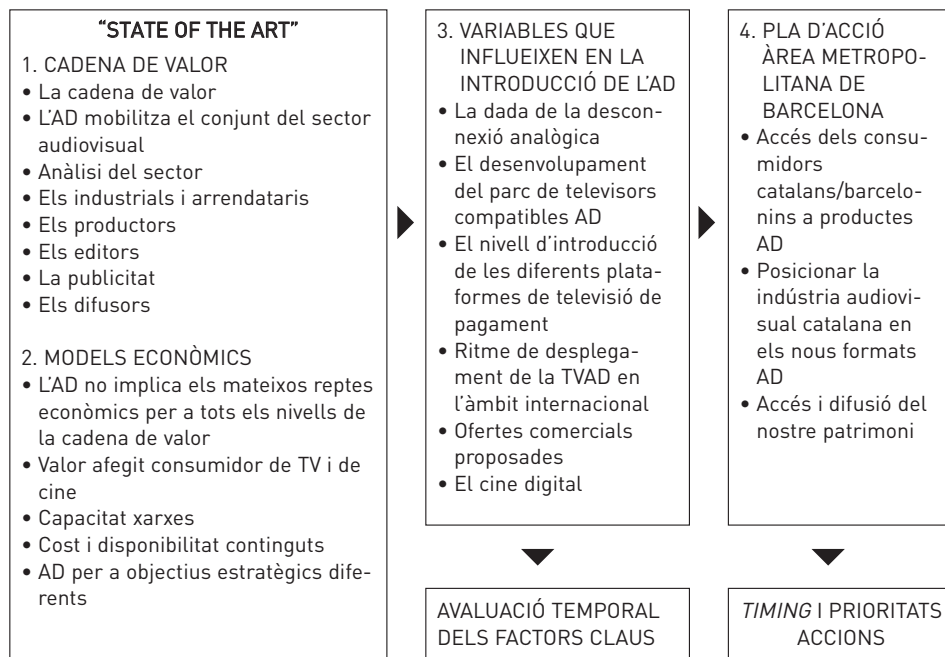 “STATE OF THE ART”
1. CADENA DE VALOR
• La cadena de valor
• L’AD mobilitza el conjunt del sector
audiovisual
• Anàlisi del sector
• Els industrials i arrendataris
• Els productors
• Els editors
• La publicitat
• Els difusors
2. MODELS ECONÒMICS
• L’AD no implica els mateixos reptes
econòmics per a tots els nivells de
la cadena de valor
• Valor afegit consumidor de TV i de
cine
• Capacitat xarxes
• Cost i disponibilitat continguts
• AD per a objectius estratègics dife-
rents
3. VARIABLES QUE
INFLUEIXEN EN LA
INTRODUCCIÓ DE L’AD
• La dada de la descon-
nexió analògica
• El desenvolupament
del parc de televisors
compatibles AD
• El nivell d’introducció
de les diferents plata-
formes de televisió de
pagament
• Ritme de desplega-
ment de la TVAD en
l’àmbit internacional
• Ofertes comercials
proposades
• El cine digital
AVALUACIÓ TEMPORAL
DELS FACTORS CLAUS
4. PLA D’ACCIÓ
ÀREA METROPO-
LITANA DE
BARCELONA
• Accés dels consu-
midors
catalans/barcelo-
nins a productes
AD
• Posicionar la
indústria audiovi-
sual catalana en
els nous formats
AD
• Accés i difusió del
nostre patrimoni
TIMING I PRIORITATS
ACCIONS